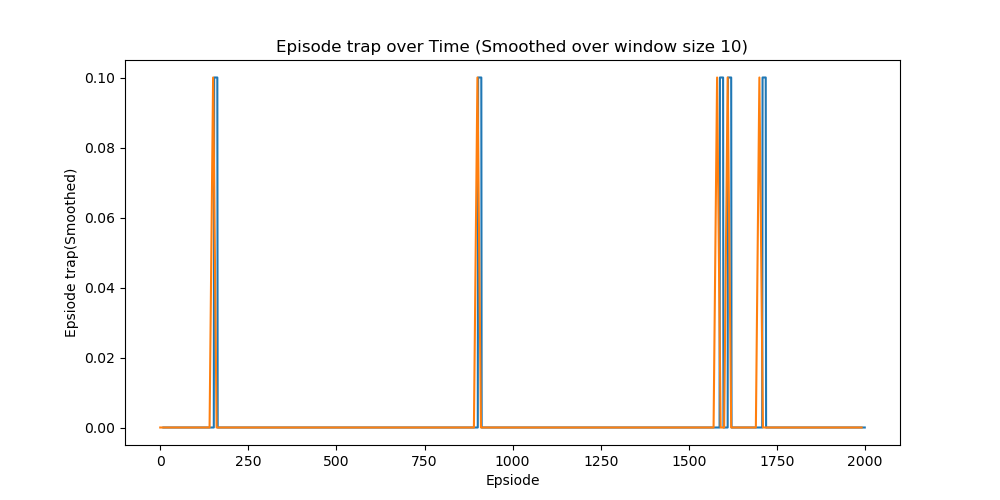 Episode trap over Time (Smoothed over window size 10)
Epsiode trap(Smoothed)
0.10
0.08
0.06
0.04
0.02
0.00
0 250 500 750 1000 1250 1500 1750 2000
Epsiode